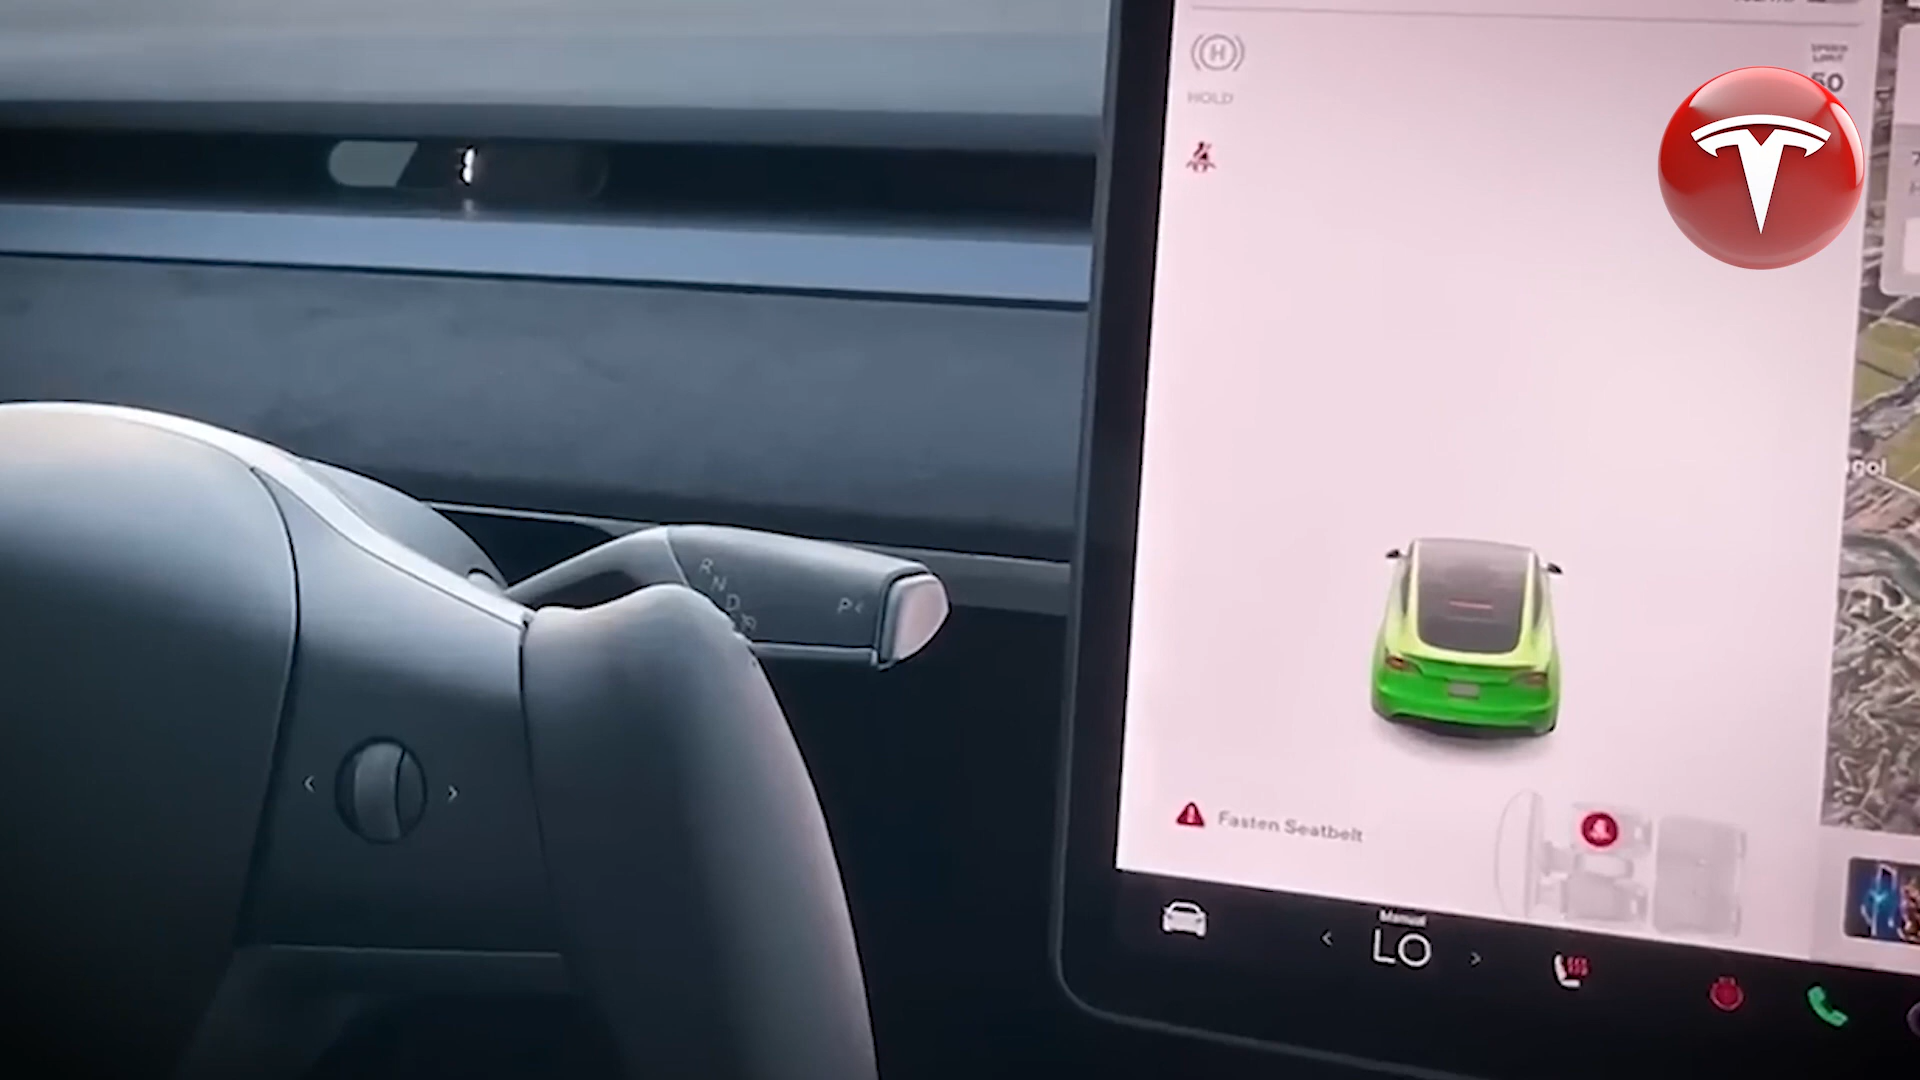 HOLD
SPEED
LIMIT
50
R
N
D
P
Fasten Seatbelt
Manual
LO